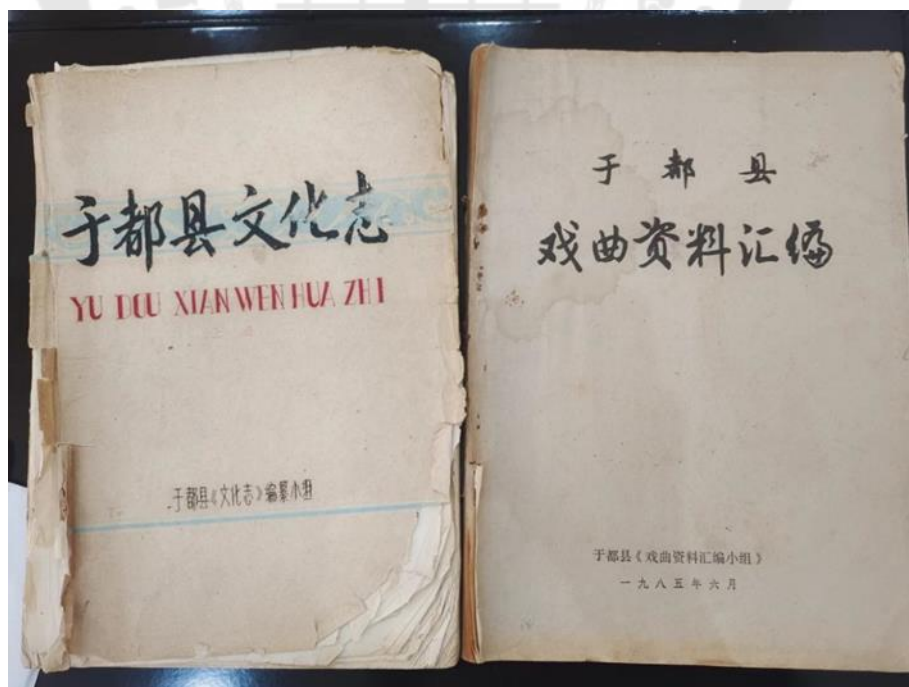 于都县文化志
YU DOU XIAN WEN HUA ZHI
于都县《文化志》编纂小组
于都县
戏曲资料汇编
于都县《戏曲资料汇编小组》
一九八五年六月